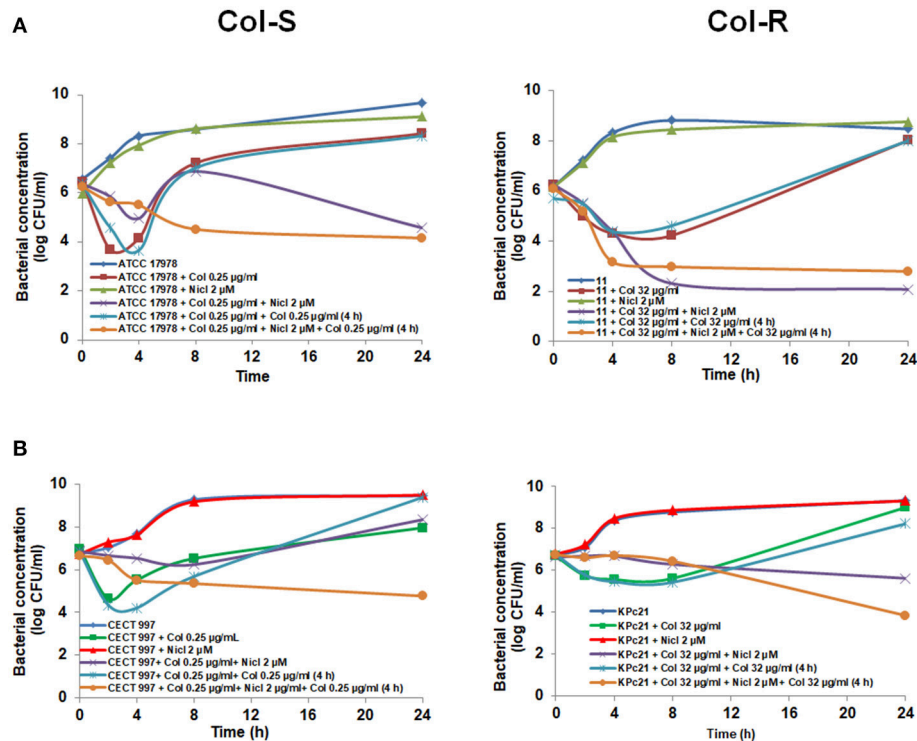 Col-S
Col-R
A
Bacterial concentration
(log CFU/ml)
10
8
6
4
2
0
ATCC 17978
ATCC 17978 + Col 0.25 µg/ml
ATCC 17978 + Nicl 2 µM
ATCC 17978 + Col 0.25 µg/ml + Nicl 2 µM
ATCC 17978 + Col 0.25 µg/ml + Col 0.25 µg/ml (4 h)
ATCC 17978 + Col 0.25 µg/ml + Nicl 2 µM + Col 0.25 µg/ml (4 h)
0 4 8 12 16 20 24
Time
Bacterial concentration
(log CFU/ml)
10
8
6
4
2
0
11
11 + Col 32 µg/ml
11 + Nicl 2 µM
11 + Col 32 µg/ml + Nicl 2 µM
11 + Col 32 µg/ml + Col 32 µg/ml (4 h)
11 + Col 32 µg/ml + Nicl 2 µM + Col 32 µg/ml (4 h)
0 4 8 12 16 20 24
Time (h)
B
Bacterial concentration
(log CFU/ml)
10
8
6
4
2
0
CECT 997
CECT 997 + Col 0.25 µg/mL
CECT 997 + Nicl 2 µM
CECT 997+ Col 0.25 µg/ml+ Nicl 2 µM
CECT 997+ Col 0.25 µg/ml+ Col 0.25 µg/ml (4 h)
CECT 997 + Col 0.25 µg/ml+ Nicl 2 µg/ml+ Col 0.25 µg/ml (4 h)
0 4 8 12 16 20 24
Time (h)
Bacterial concentration
(log CFU/ml)
10
8
6
4
2
0
KPc21
KPc21 + Col 32 µg/ml
KPc21 + Nicl 2 µM
KPc21 + Col 32 µg/ml + Nicl 2 µM
KPc21 + Col 32 µg/ml + Col 32 µg/ml (4 h)
KPc21 + Col 32 µg/ml + Nicl 2 µM + Col 32 µg/ml (4 h)
0 4 8 12 16 20 24
Time (h)